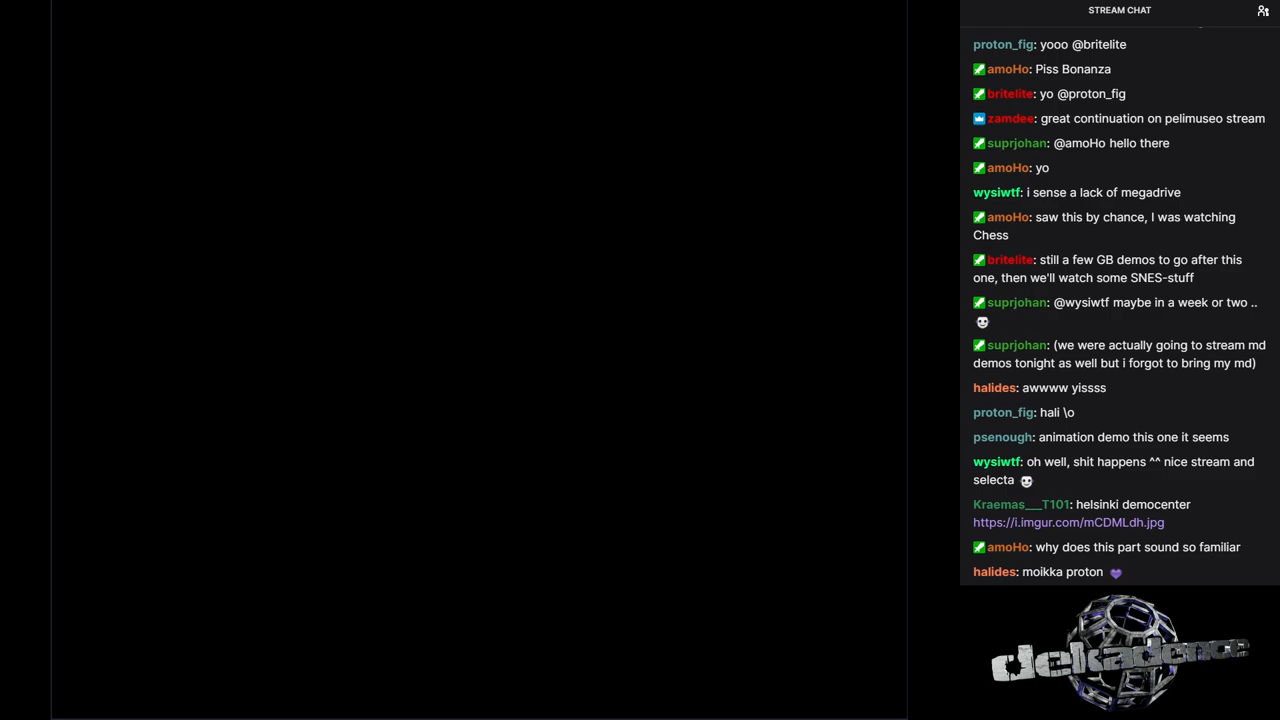 STREAM CHAT
proton_fig: yooo @britelite
amoHo: Piss Bonanza
britelite: yo @proton_fig
zamdee: great continuation on pelimuseo stream
suprjohan: @amoHo hello there
amoHo: yo
wysiwtf: i sense a lack of megadrive
amoHo: saw this by chance, I was watching
Chess
britelite: still a few GB demos to go after this
one, then we'll watch some SNES-stuff
suprjohan: @wysiwtf maybe in a week or two ..
suprjohan: (we were actually going to stream md
demos tonight as well but i forgot to bring my md)
halides: awwww yissss
proton_fig: hali \o
psenough: animation demo this one it seems
wysiwtf: oh well, shit happens ^^ nice stream and
selecta
Kraemas___T101: helsinki democenter
https://i.imgur.com/mCDMLdh.jpg
amoHo: why does this part sound so familiar
halides: moikka proton
dekadence